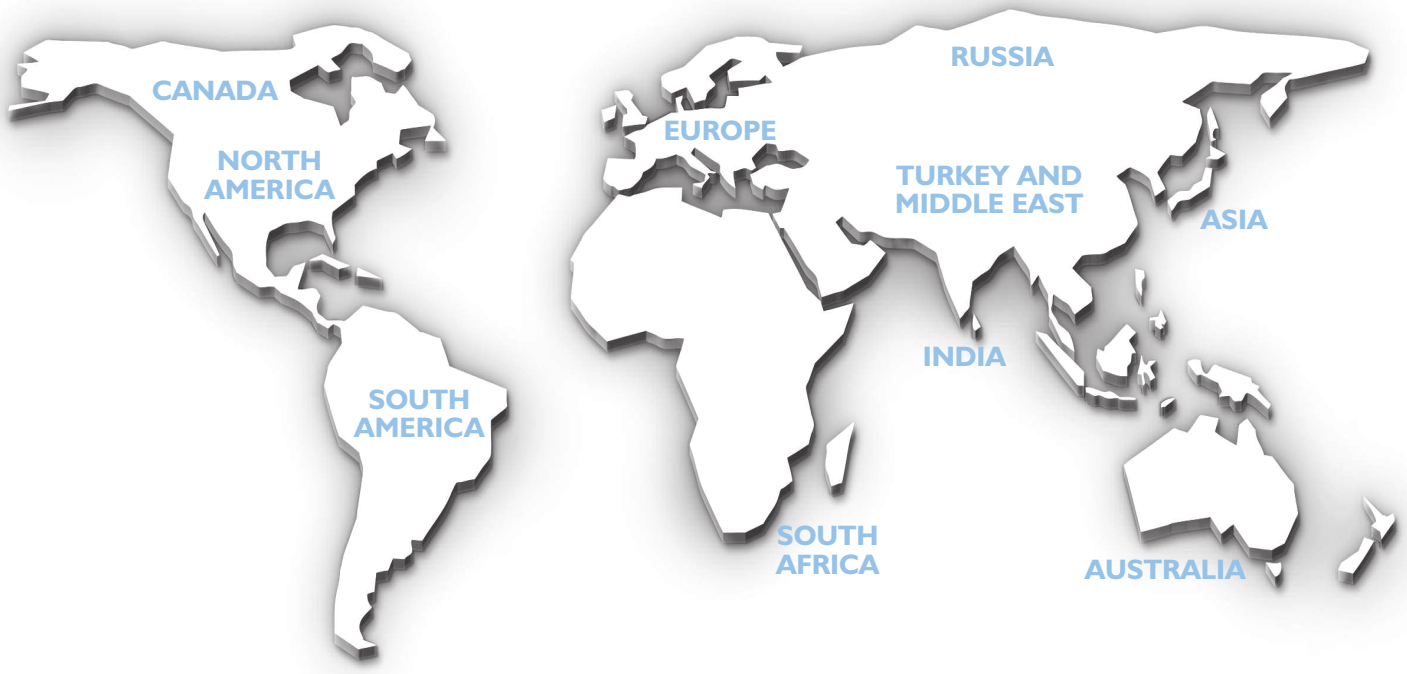 RUSSIA
CANADA
EUROPE
NORTH
AMERICA
TURKEY AND
MIDDLE EAST
ASIA
INDIA
SOUTH
AMERICA
SOUTH
AFRICA
AUSTRALIA